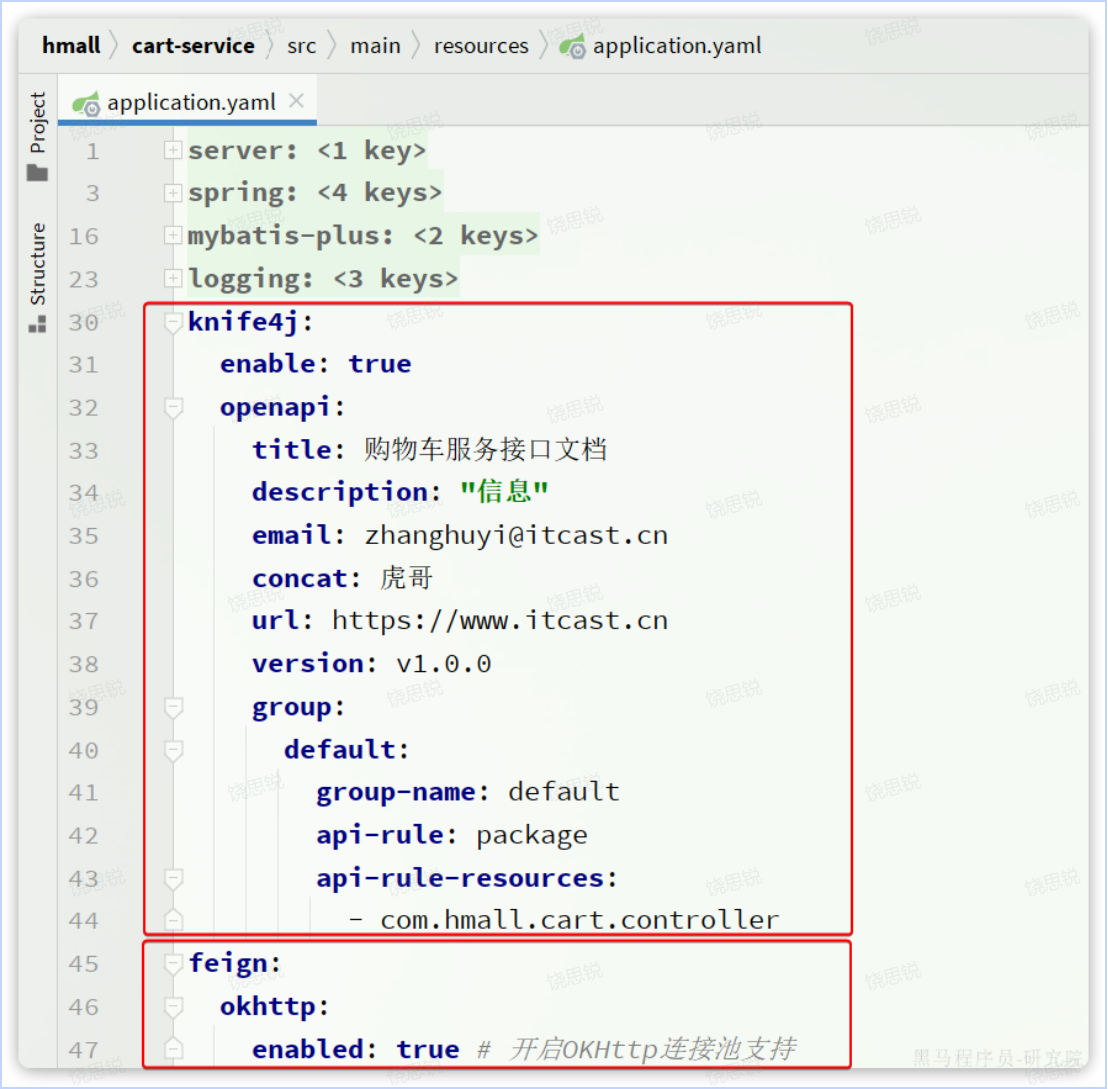 hmall cart-service src main resources application.yaml
application.yaml
Project
Structure
1 server: <1 key>
3 spring: <4 keys>
16 mybatis-plus: <2 keys>
23 logging: <3 keys>
30 knife4j:
31 enable: true
32 openapi:
33 title: 购物车服务接口文档
34 description: "信息"
35 email: zhanghuyi@itcast.cn
36 concat: 虎哥
37 url: https://www.itcast.cn
38 version: v1.0.0
39 group:
40 default:
41 group-name: default
42 api-rule: package
43 api-rule-resources:
44 - com.hmall.cart.controller
45 feign:
46 okhttp:
47 enabled: true # 开启OKHttp连接池支持
黑马程序员-研究院
饶思锐